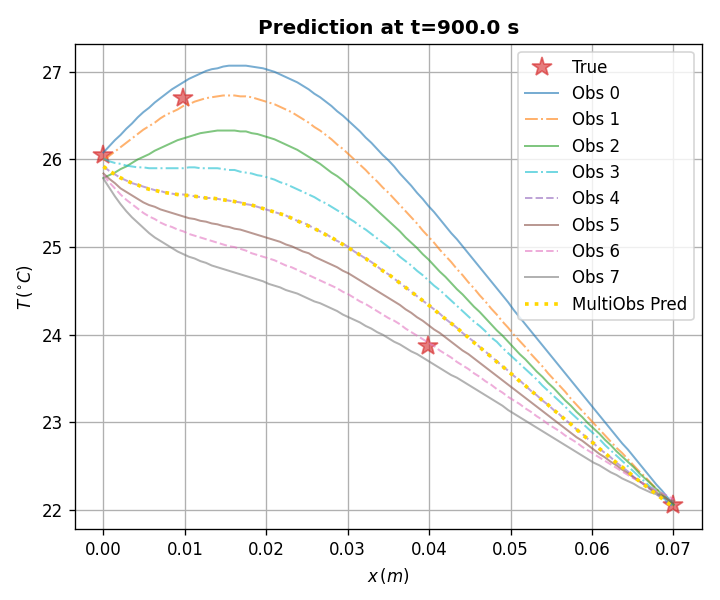 Prediction at t=900.0 s
True
Obs 0
Obs 1
Obs 2
Obs 3
Obs 4
Obs 5
Obs 6
Obs 7
MultiObs Pred
27
26
25
24
23
22
T (°C)
0.00 0.01 0.02 0.03 0.04 0.05 0.06 0.07
x (m)